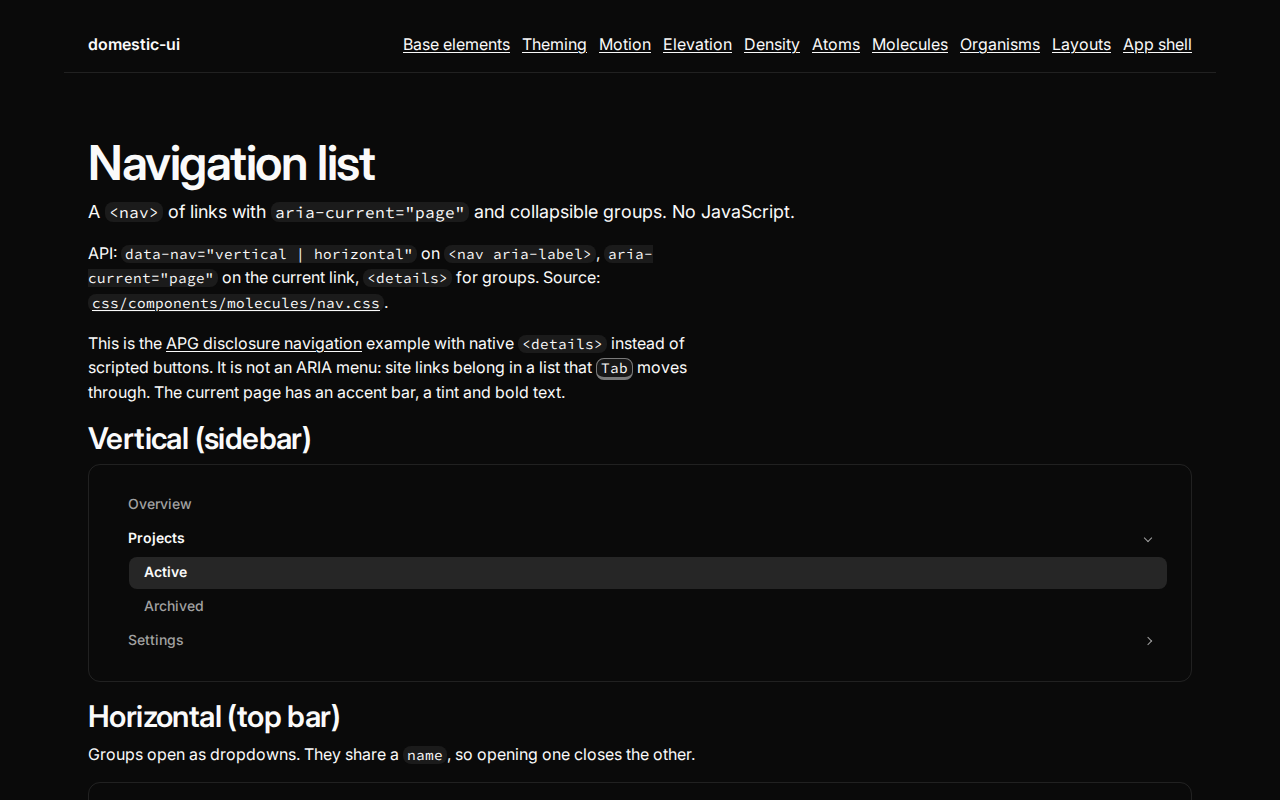 domestic-ui
Base elements Theming Motion Elevation Density Atoms Molecules Organisms Layouts App shell
Navigation list
A <nav> of links with aria-current="page" and collapsible groups. No JavaScript.
API: data-nav="vertical | horizontal" on <nav aria-label>, aria-
current="page" on the current link, <details> for groups. Source:
css/components/molecules/nav.css.
This is the APG disclosure navigation example with native <details> instead of
scripted buttons. It is not an ARIA menu: site links belong in a list that Tab moves
through. The current page has an accent bar, a tint and bold text.
Vertical (sidebar)
Overview
Projects
Active
Archived
Settings
Horizontal (top bar)
Groups open as dropdowns. They share a name, so opening one closes the other.